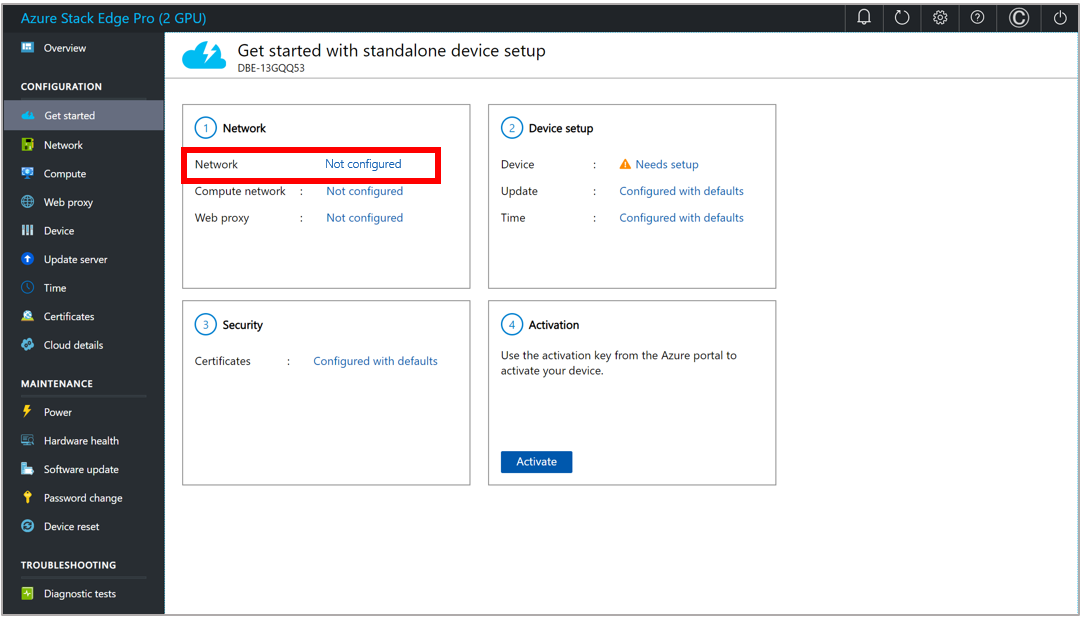 Azure Stack Edge Pro (2 GPU)
Overview
CONFIGURATION
Get started
Network
Compute
Web proxy
Device
Update server
Time
Certificates
Cloud details
MAINTENANCE
Power
Hardware health
Software update
Password change
Device reset
TROUBLESHOOTING
Diagnostic tests
Get started with standalone device setup
DBE-13GQQ53
1 Network
Network Not configured
Compute network : Not configured
Web proxy : Not configured
2 Device setup
Device : Needs setup
Update : Configured with defaults
Time : Configured with defaults
3 Security
Certificates : Configured with defaults
4 Activation
Use the activation key from the Azure portal to
activate your device.
Activate